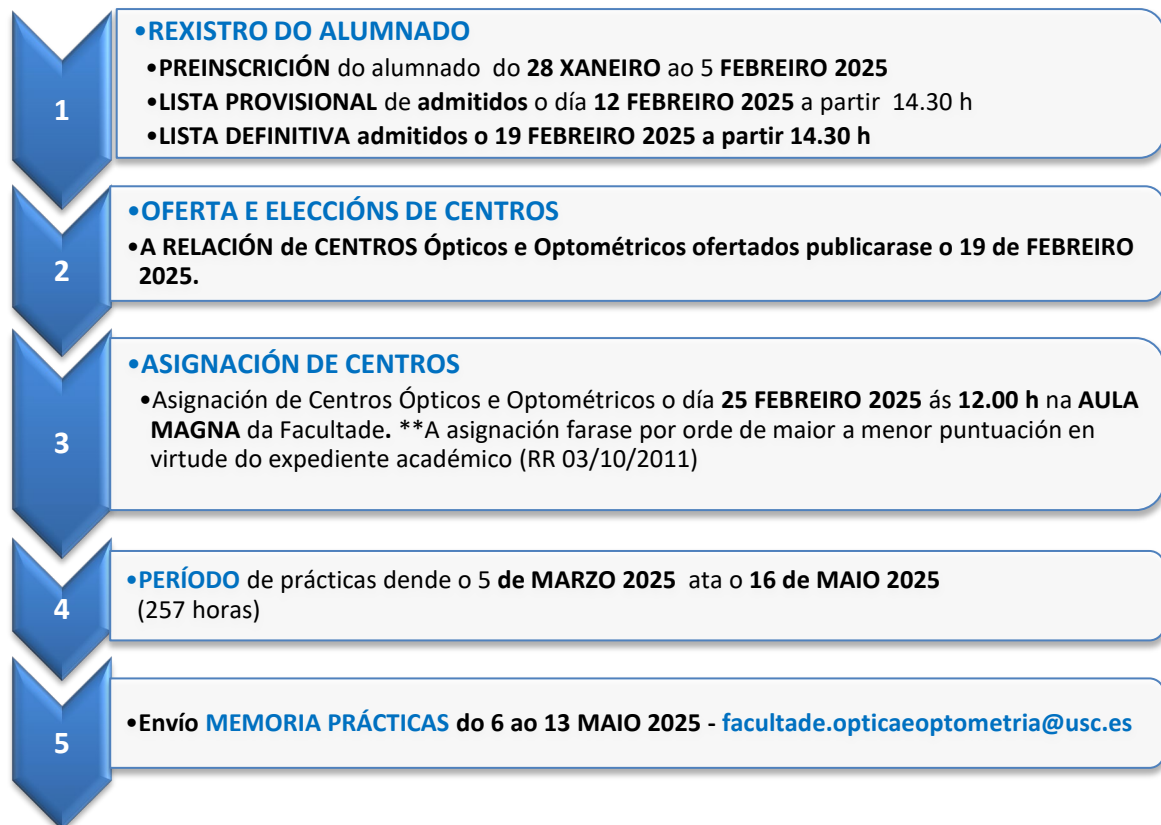 1
•REXISTRO DO ALUMNADO
•PREINSCRICIÓN do alumnado do 28 XANEIRO ao 5 FEBREIRO 2025
•LISTA PROVISIONAL de admitidos o día 12 FEBREIRO 2025 a partir 14.30 h
•LISTA DEFINITIVA admitidos o 19 FEBREIRO 2025 a partir 14.30 h
2
•OFERTA E ELECCIÓNS DE CENTROS
•A RELACIÓN de CENTROS Ópticos e Optométricos ofertados publicarase o 19 de FEBREIRO
2025.
3
•ASIGNACIÓN DE CENTROS
•Asignación de Centros Ópticos e Optométricos o día 25 FEBREIRO 2025 ás 12.00 h na AULA
MAGNA da Facultade. **A asignación farase por orde de maior a menor puntuación en
virtude do expediente académico (RR 03/10/2011)
4
•PERÍODO de prácticas dende o 5 de MARZO 2025 ata o 16 de MAIO 2025
(257 horas)
5
•Envío MEMORIA PRÁCTICAS do 6 ao 13 MAIO 2025 - facultade.opticaeoptometria@usc.es